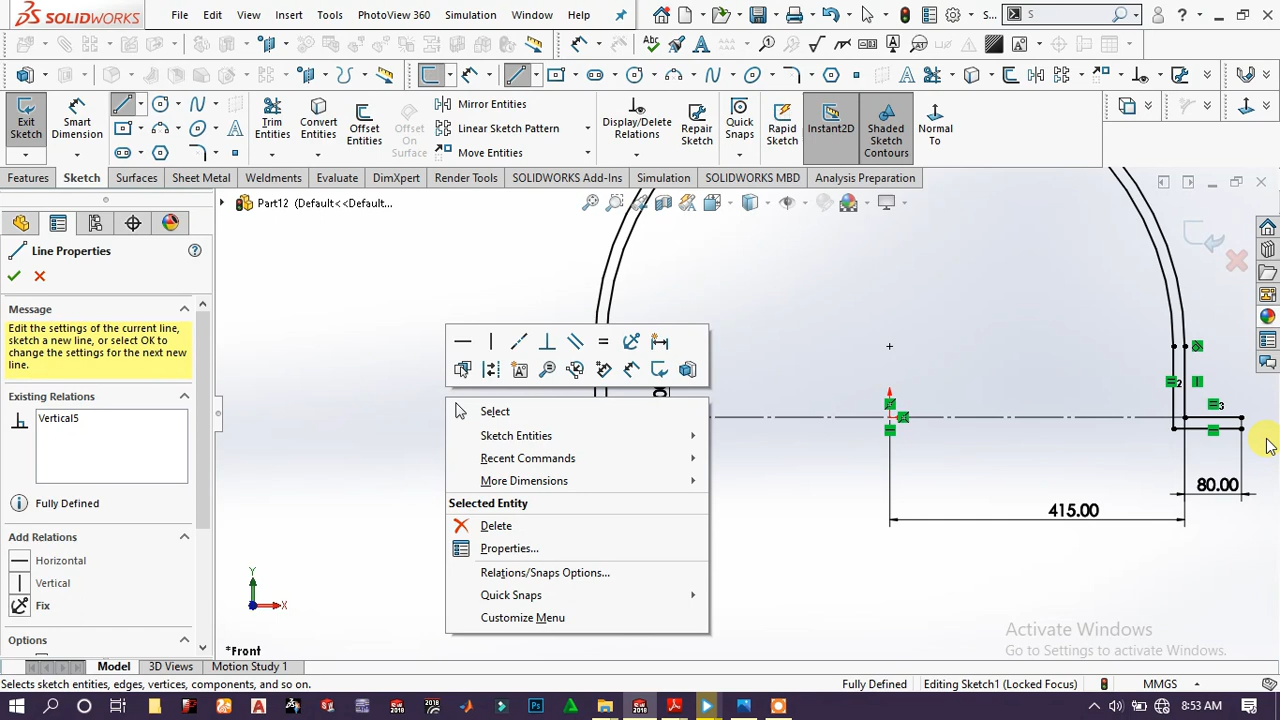 SOLIDWORKS File Edit View Insert Tools PhotoView 360 Simulation Window Help S... S
Exit Sketch
Smart Dimension
Trim Entities
Convert Entities
Offset Entities
Offset On Surface
Mirror Entities
Linear Sketch Pattern
Move Entities
Display/Delete Relations
Repair Sketch
Quick Snaps
Rapid Sketch
Instant2D
Shaded Sketch Contours
Normal To
Features Sketch Surfaces Sheet Metal Weldments Evaluate DimXpert Render Tools SOLIDWORKS Add-Ins Simulation SOLIDWORKS MBD Analysis Preparation
Part12 (Default<<Default...
Line Properties
Message
Edit the settings of the current line,
sketch a new line, or select OK to
change the settings for the next new
line.
Existing Relations
Vertical5
Fully Defined
Add Relations
Horizontal
Vertical
Fix
Options
Select
Sketch Entities
Recent Commands
More Dimensions
Selected Entity
Delete
Properties...
Relations/Snaps Options...
Quick Snaps
Customize Menu
2
3
80.00
415.00
Y
X
*Front
Activate Windows
Go to Settings to activate Windows.
Model 3D Views Motion Study 1
Selects sketch entities, edges, vertices, components, and so on. Fully Defined Editing Sketch1 (Locked Focus) MMGS
8:53 AM